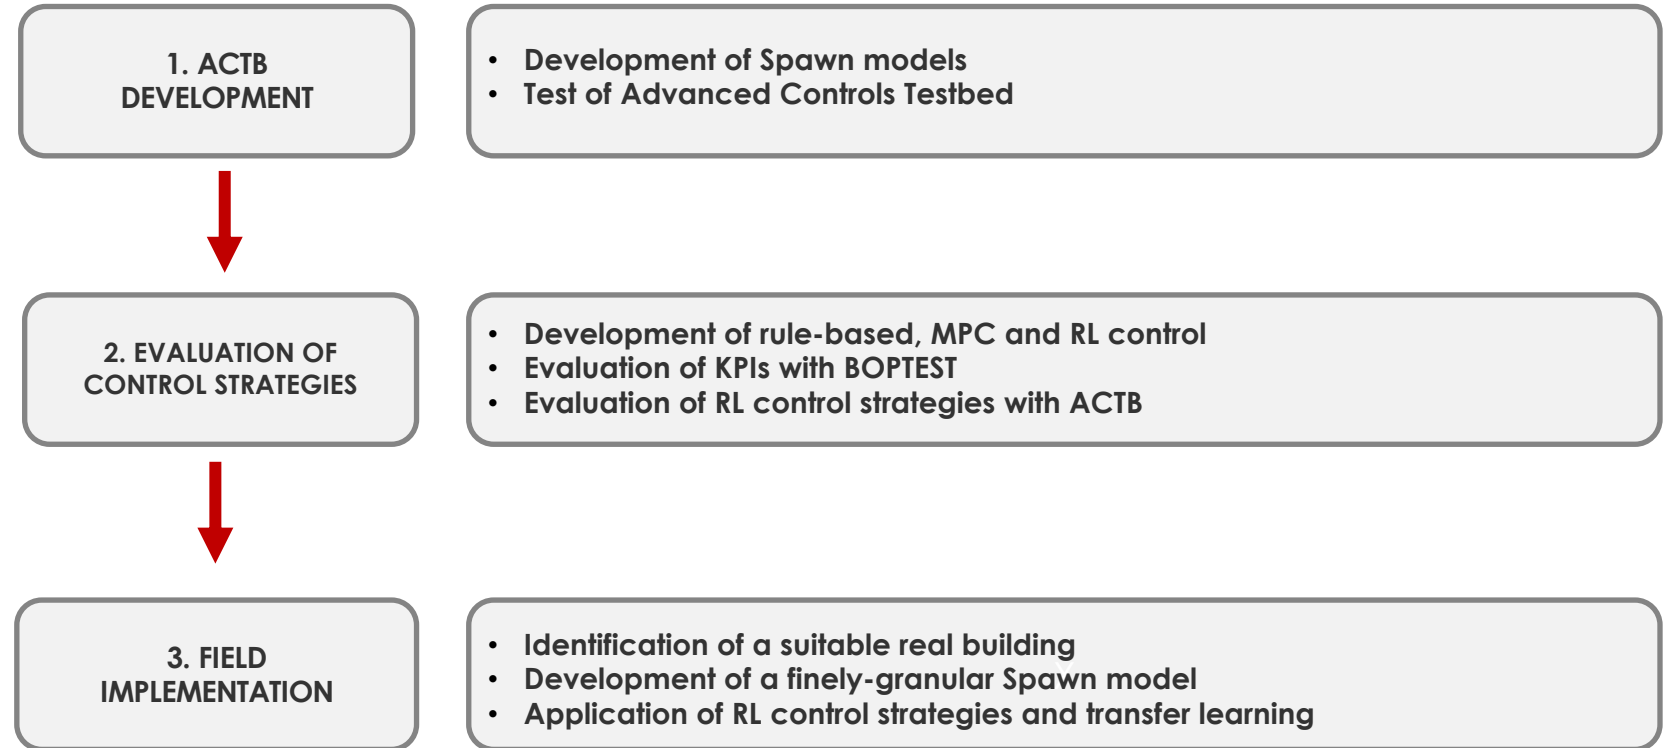 1. ACTB
DEVELOPMENT
• Development of Spawn models
• Test of Advanced Controls Testbed
2. EVALUATION OF
CONTROL STRATEGIES
• Development of rule-based, MPC and RL control
• Evaluation of KPIs with BOPTEST
• Evaluation of RL control strategies with ACTB
3. FIELD
IMPLEMENTATION
• Identification of a suitable real building
• Development of a finely-granular Spawn model
• Application of RL control strategies and transfer learning